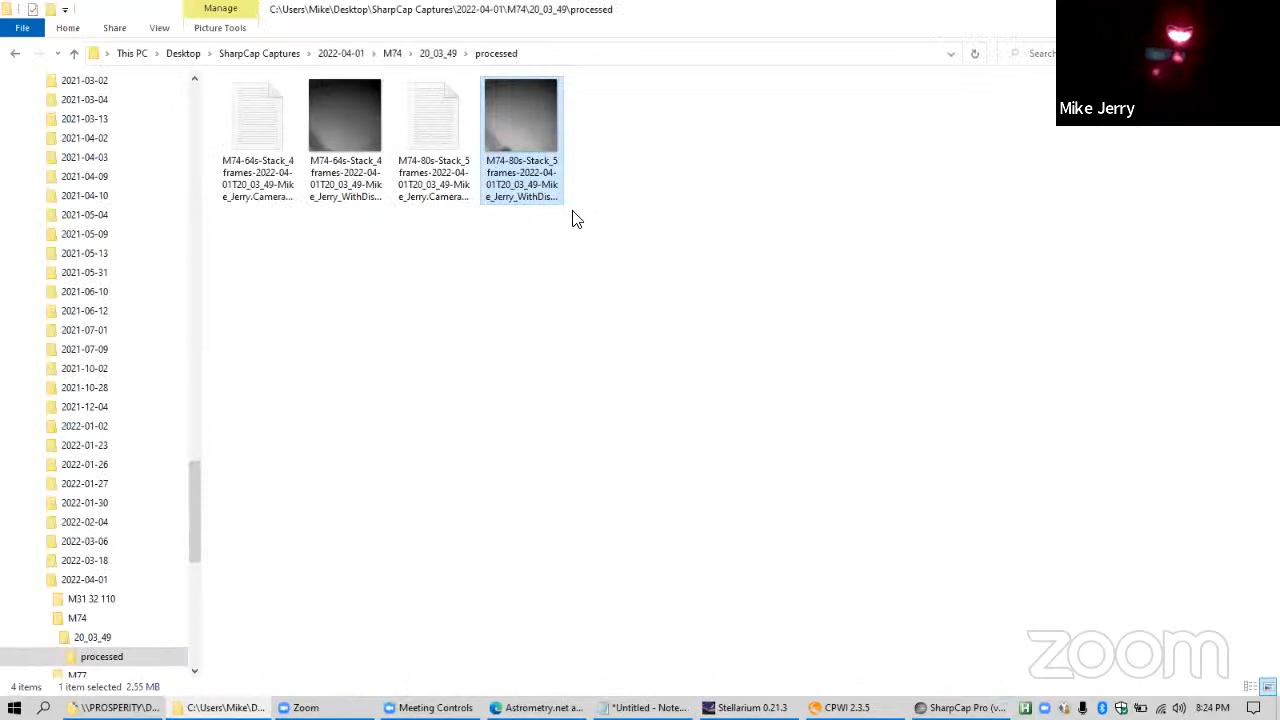 Manage
C:\Users\Mike\Desktop\SharpCap Captures\2022-04-01\M74\20_03_49\processed
File
Home
Share
View
Picture Tools
This PC
Desktop
SharpCap Captures
2022-04-01
M74
20_03_49
processed
Search
Mike Jerry
2021-03-02
2021-03-04
2021-03-13
2021-04-02
2021-04-03
2021-04-09
2021-04-10
2021-05-04
2021-05-09
2021-05-13
2021-05-31
2021-06-10
2021-06-12
2021-07-01
2021-07-09
2021-10-02
2021-10-28
2021-12-04
2022-01-02
2022-01-23
2022-01-26
2022-01-27
2022-01-30
2022-02-04
2022-03-06
2022-03-18
2022-04-01
M31 32 110
M74
20_03_49
processed
M77
M74-64s-Stack_4
frames-2022-04-
01T20_03_49-Mik
e_Jerry.Camera...
M74-64s-Stack_4
frames-2022-04-
01T20_03_49-Mik
e_Jerry_WithDis...
M74-80s-Stack_5
frames-2022-04-
01T20_03_49-Mik
e_Jerry.Camera...
M74-80s-Stack_5
frames-2022-04-
01T20_03_49-Mik
e_Jerry_WithDis...
zoom
4 items
1 item selected 2.55 MB
\\PROSPERITY\D...
C:\Users\Mike\D...
Zoom
Meeting Controls
Astrometry.net a...
*Untitled - Note...
Stellarium 0.21.3
CPWI 2.3.5
SharpCap Pro (v...
8:24 PM